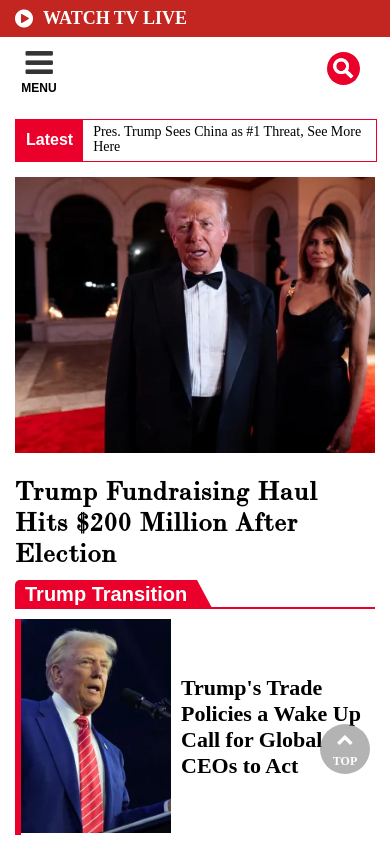 WATCH TV LIVE
MENU
Latest
Pres. Trump Sees China as #1 Threat, See More
Here
Trump Fundraising Haul
Hits $200 Million After
Election
Trump Transition
Trump's Trade
Policies a Wake Up
Call for Global
CEOs to Act
TOP